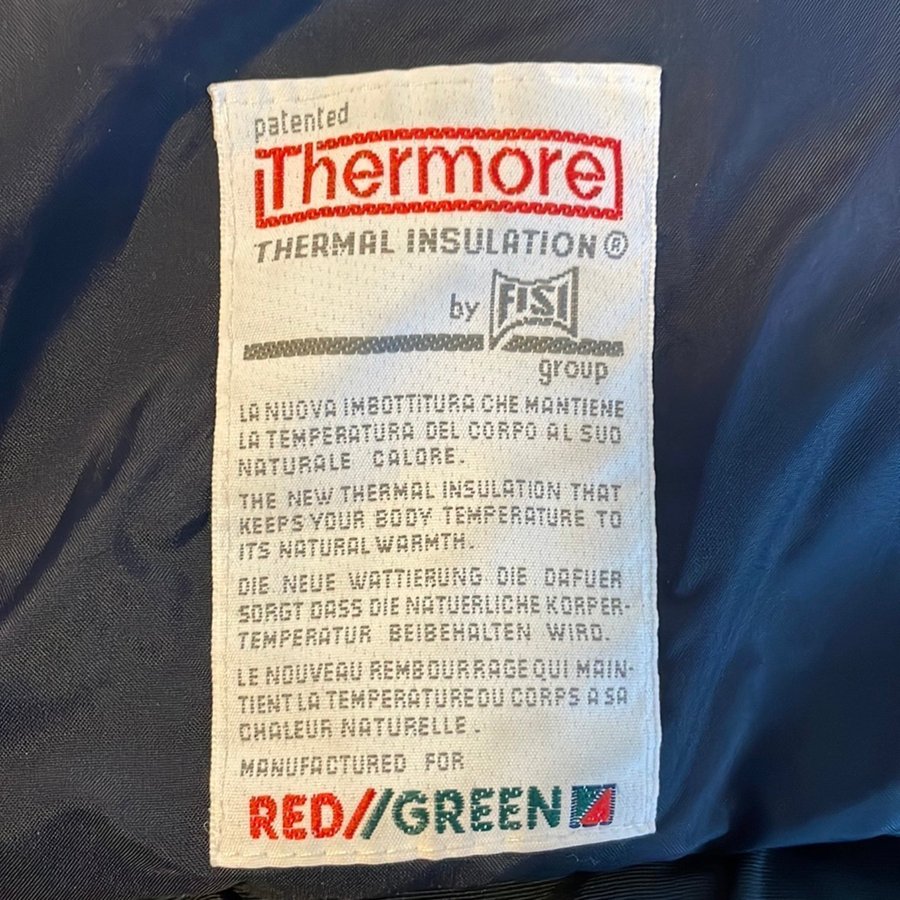 patented
Thermore
THERMAL INSULATION®
by FISI
group
LA NUOVA IMBOTTITURA CHE MANTIENE
LA TEMPERATURA DEL CORPO AL SUO
NATURALE CALORE.
THE NEW THERMAL INSULATION THAT
KEEPS YOUR BODY TEMPERATURE TO
ITS NATURAL WARMTH.
DIE NEUE WATTIERUNG DIE DAFUER
SORGT DASS DIE NATUERLICHE KÖRPER-
TEMPERATUR BEIBEHALTEN WIRD.
LE NOUVEAU REMBOURRAGE QUI MAIN-
TIENT LA TEMPERATURE DU CORPS A SA
CHALEUR NATURELLE.
MANUFACTURED FOR
RED//GREEN